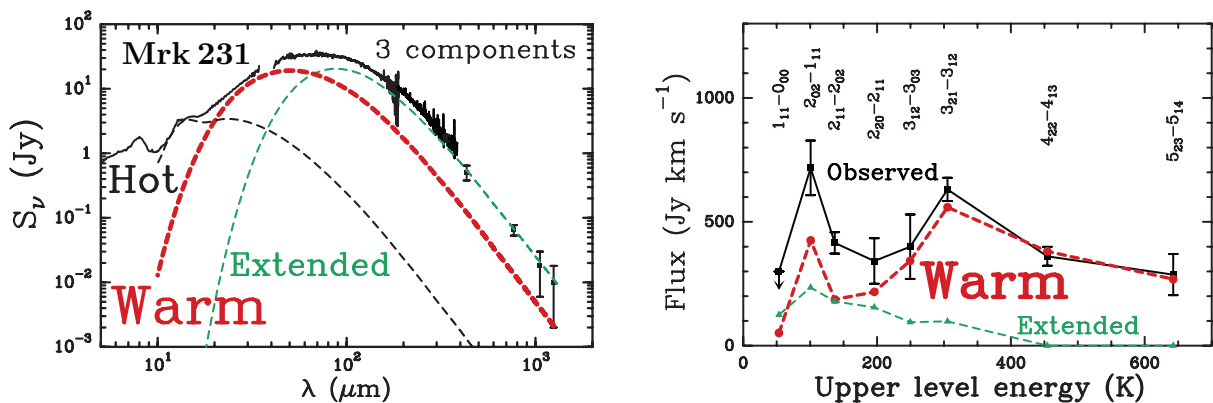 Mrk 231
3 components
Hot
Warm
Extended
S_ν (Jy)
10^2
10^1
1
10^-1
10^-2
10^-3
10^1
10^2
10^3
λ (μm)
1_11−0_00
2_02−1_11
2_11−2_02
2_20−2_11
3_12−3_03
3_21−3_12
4_22−4_13
5_23−5_14
Observed
Warm
Extended
Flux (Jy km s^-1)
1000
500
0
0
200
400
600
Upper level energy (K)